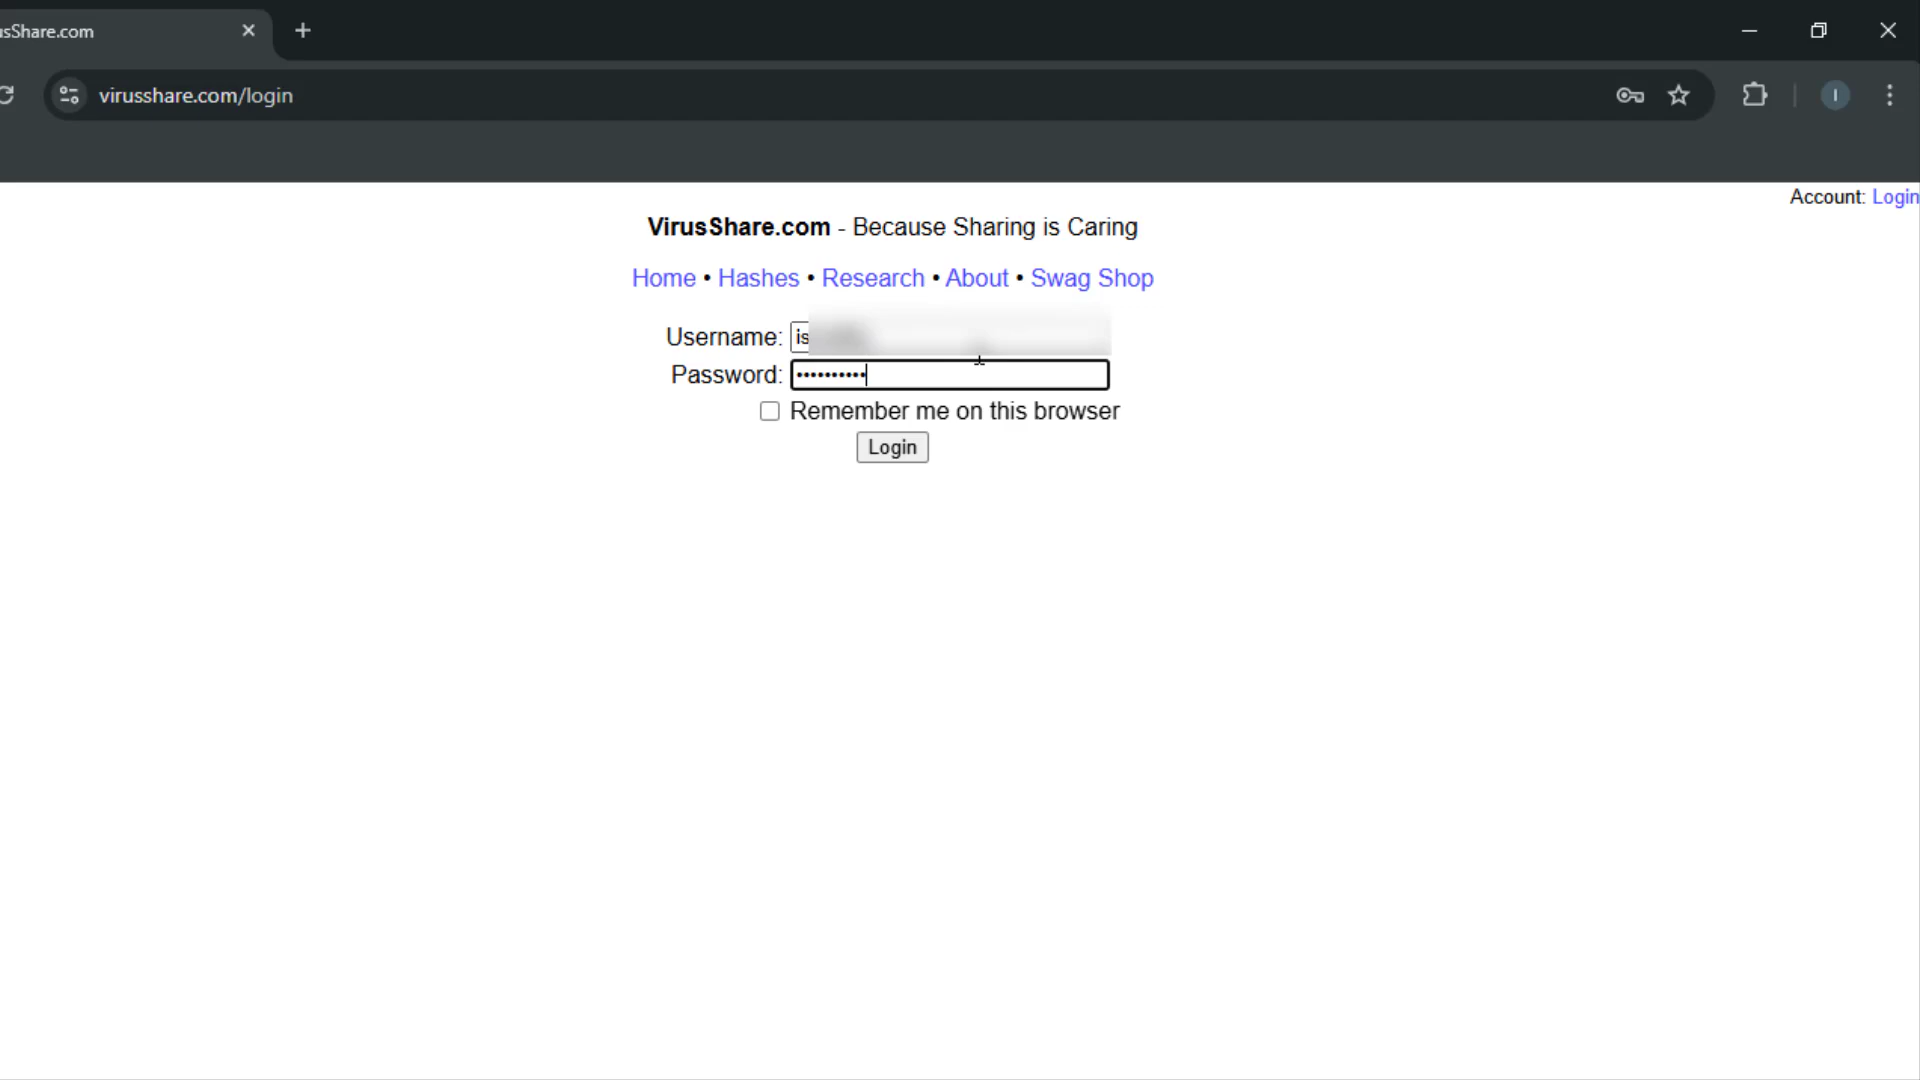 usShare.com
virusshare.com/login
I
Account: Login
VirusShare.com - Because Sharing is Caring
Home • Hashes • Research • About • Swag Shop
Username: is
Password: ••••••••••
Remember me on this browser
Login